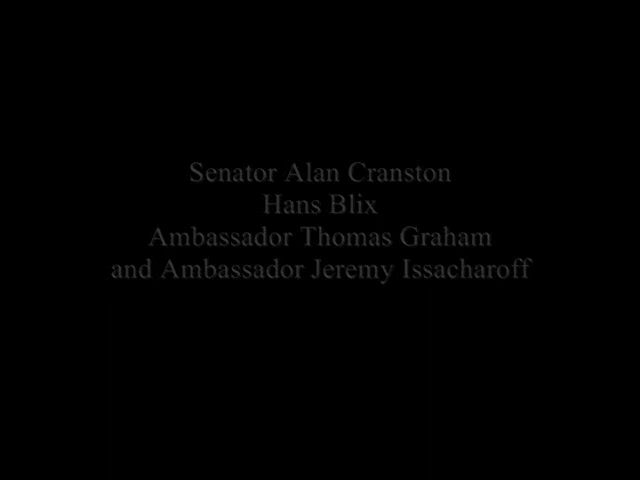 Senator Alan Cranston
Hans Blix
Ambassador Thomas Graham
and Ambassador Jeremy Issacharoff